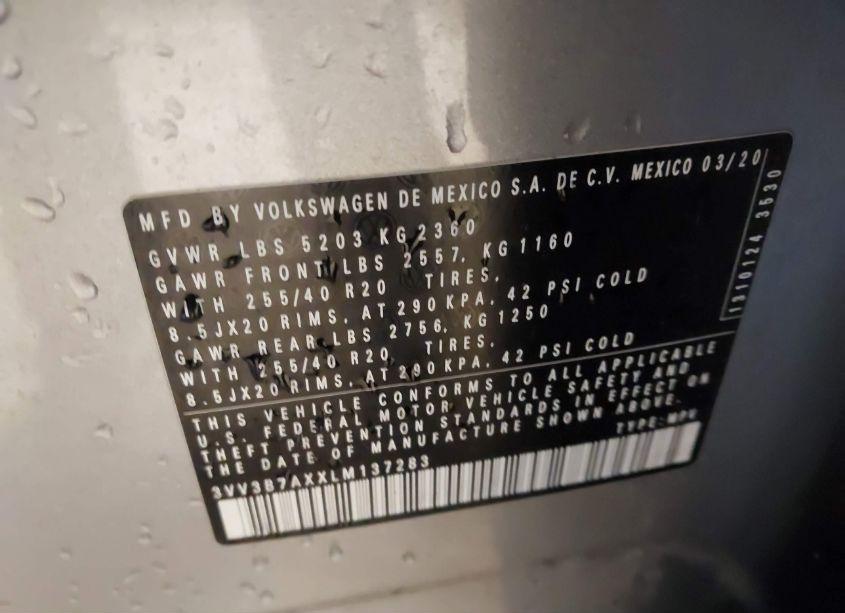 MFD BY VOLKSWAGEN DE MEXICO S.A. DE C.V. MEXICO 03/20
GVWR LBS 5203 KG 2360
GAWR FRONT LBS 2557, KG 1160
WITH 255/40 R20 TIRES,
8.5JX20 RIMS, AT 290 KPA, 42 PSI COLD
GAWR REAR LBS 2756, KG 1250
WITH 255/40 R20 TIRES,
8.5JX20 RIMS, AT 290 KPA, 42 PSI COLD
THIS VEHICLE CONFORMS TO ALL APPLICABLE
U.S. FEDERAL MOTOR VEHICLE SAFETY AND
THEFT PREVENTION STANDARDS IN EFFECT ON
THE DATE OF MANUFACTURE SHOWN ABOVE.
3VV3B7AXXLM137283 TYPE: MPV
1310124 3530